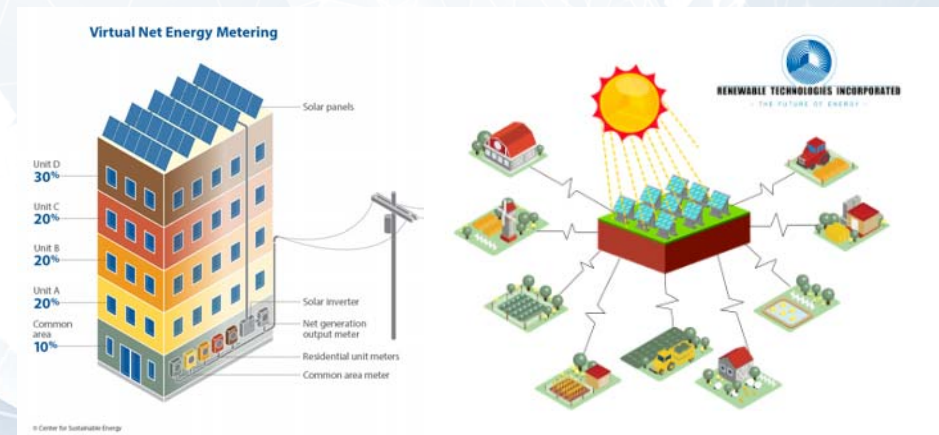 Virtual Net Energy Metering
Solar panels
Unit D
30%
Unit C
20%
Unit B
20%
Unit A
20%
Common
area
10%
Solar inverter
Net generation
output meter
Residential unit meters
Common area meter
© Center for Sustainable Energy
RENEWABLE TECHNOLOGIES INCORPORATED
- THE FUTURE OF ENERGY -